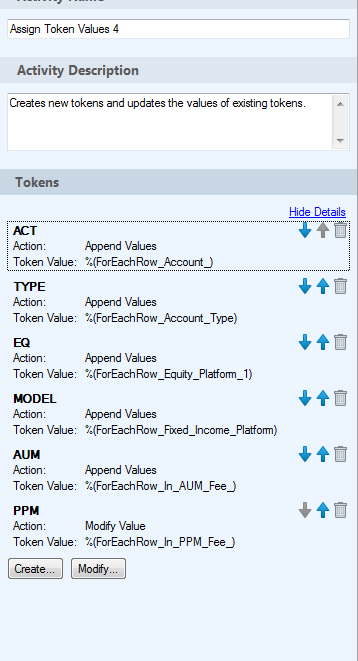 Activity Name
Assign Token Values 4
Activity Description
Creates new tokens and updates the values of existing tokens.
Tokens
Hide Details
ACT
Action: Append Values
Token Value: %(ForEachRow_Account_)
TYPE
Action: Append Values
Token Value: %(ForEachRow_Account_Type)
EQ
Action: Append Values
Token Value: %(ForEachRow_Equity_Platform_1)
MODEL
Action: Append Values
Token Value: %(ForEachRow_Fixed_Income_Platform)
AUM
Action: Append Values
Token Value: %(ForEachRow_In_AUM_Fee_)
PPM
Action: Modify Value
Token Value: %(ForEachRow_In_PPM_Fee_)
Create... Modify...